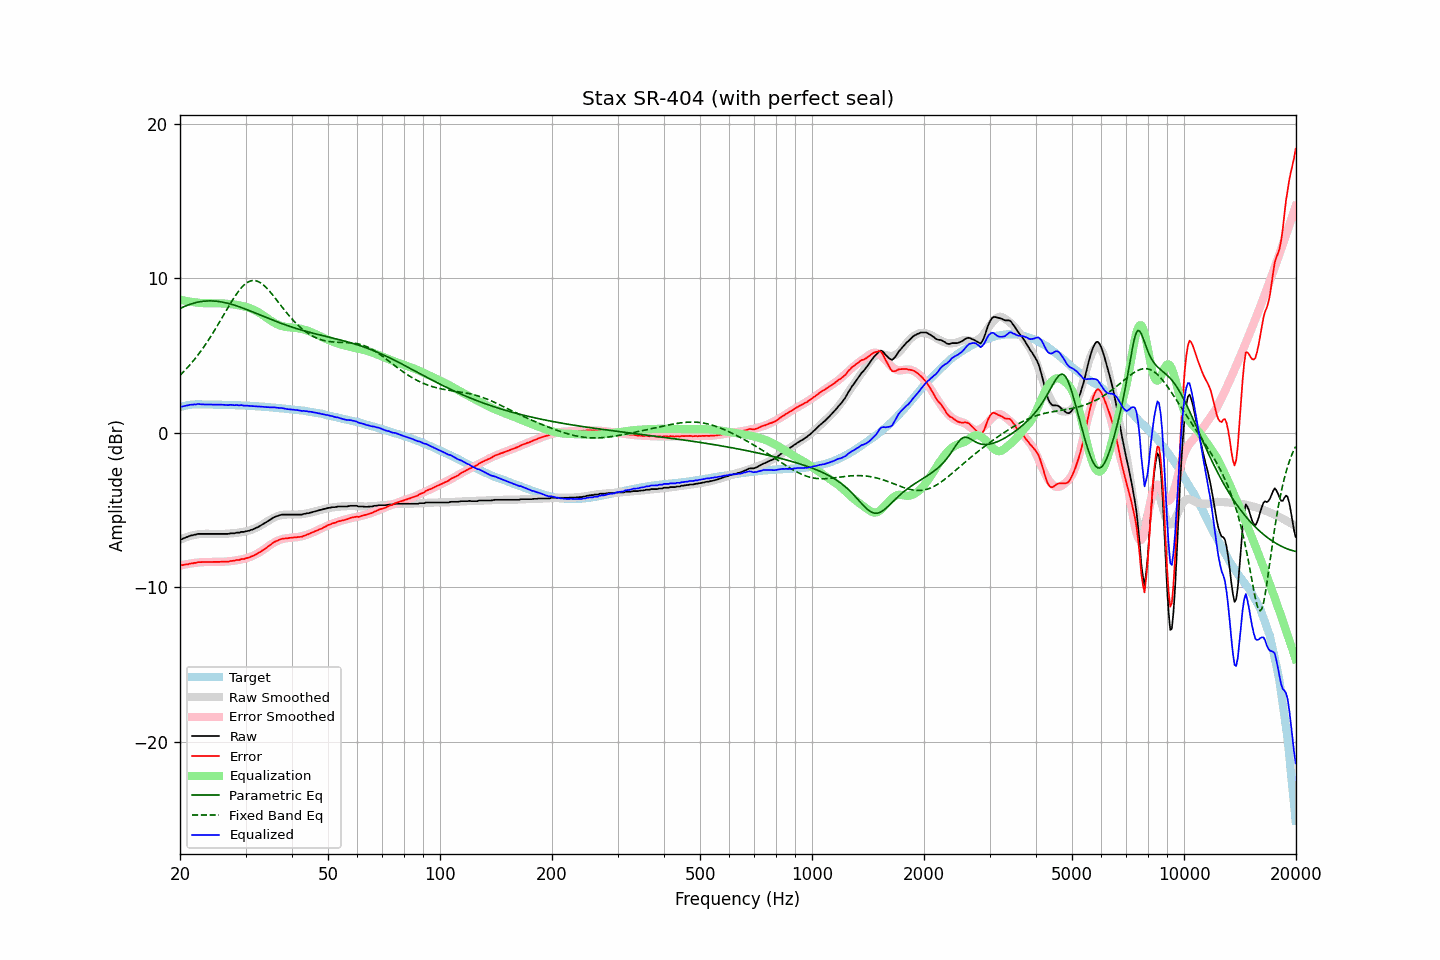 Stax SR-404 (with perfect seal)
20
10
0
−10
−20
Amplitude (dBr)
Target
Raw Smoothed
Error Smoothed
Raw
Error
Equalization
Parametric Eq
Fixed Band Eq
Equalized
20 50 100 200 500 1000 2000 5000 10000 20000
Frequency (Hz)